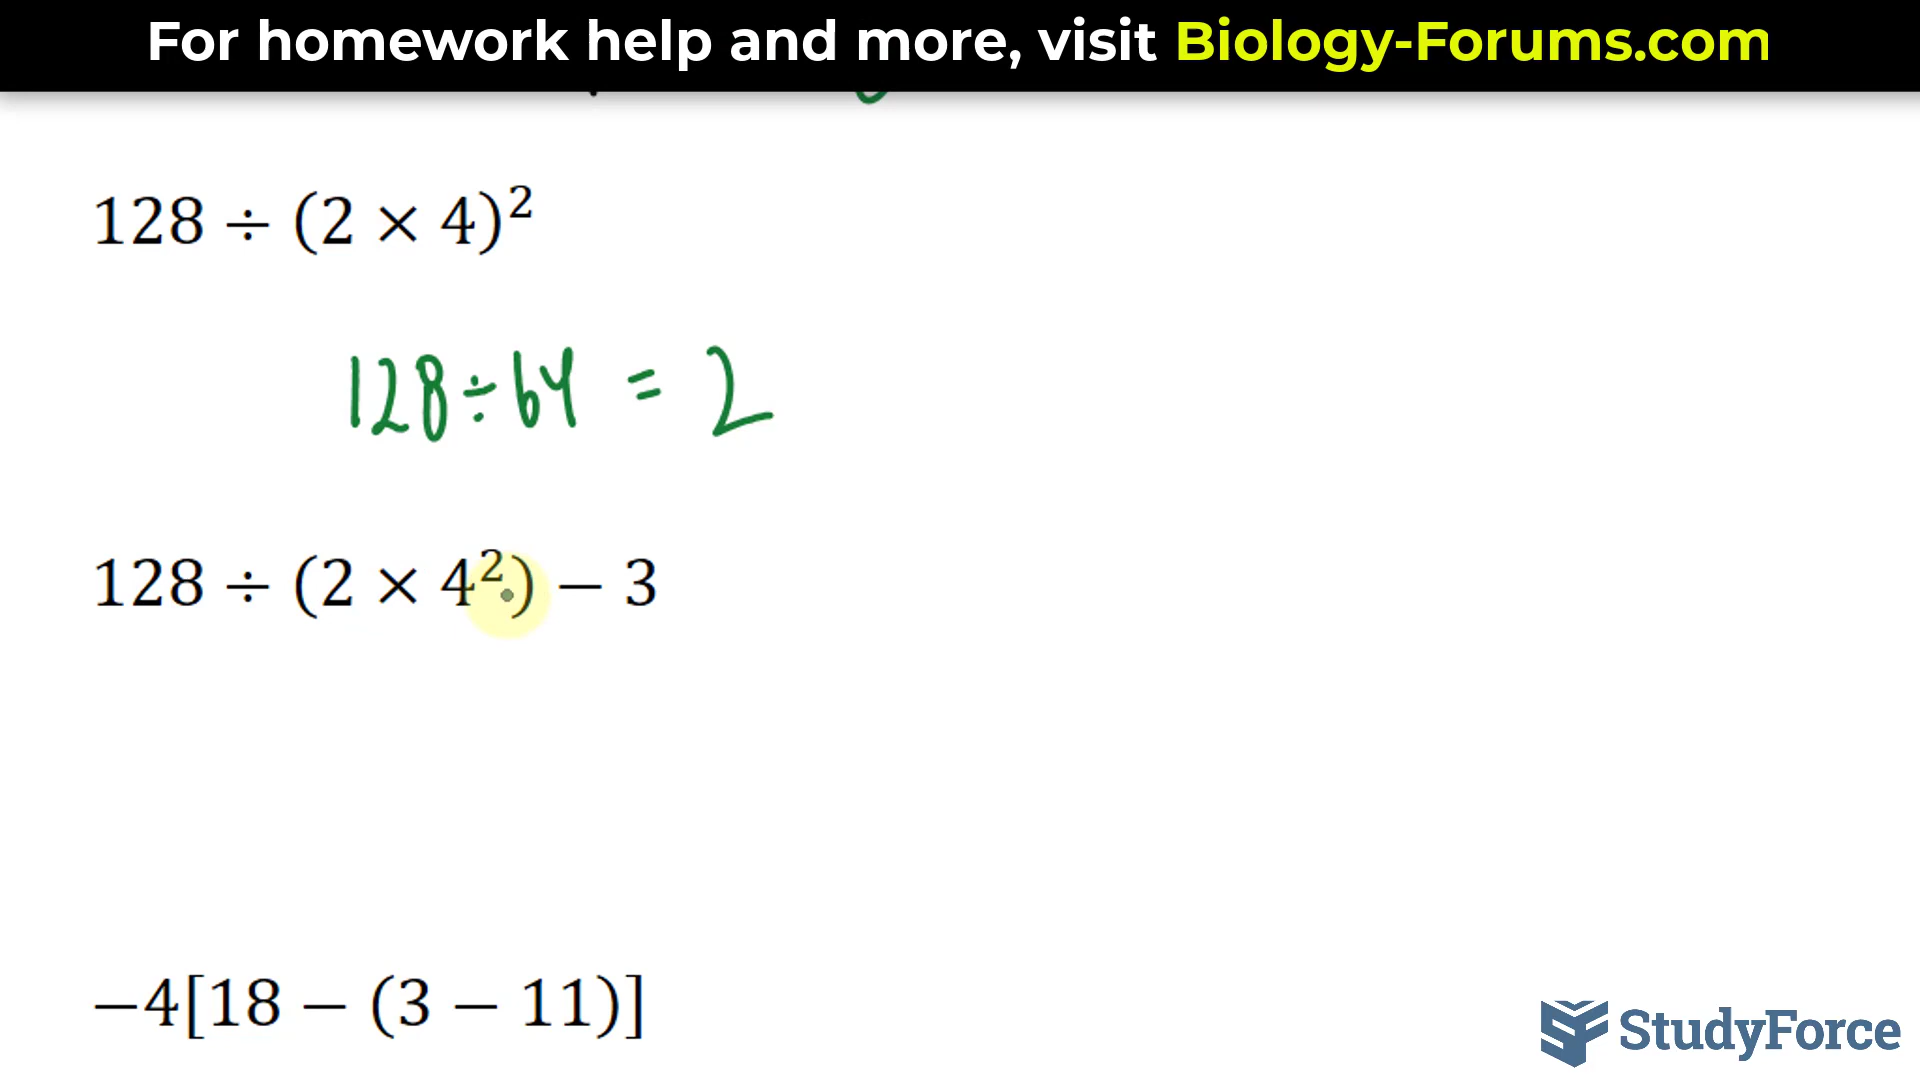 For homework help and more, visit Biology-Forums.com
128 ÷ (2 × 4)²
128 ÷ 64 = 2
128 ÷ (2 × 4²) − 3
−4[18 − (3 − 11)]
StudyForce